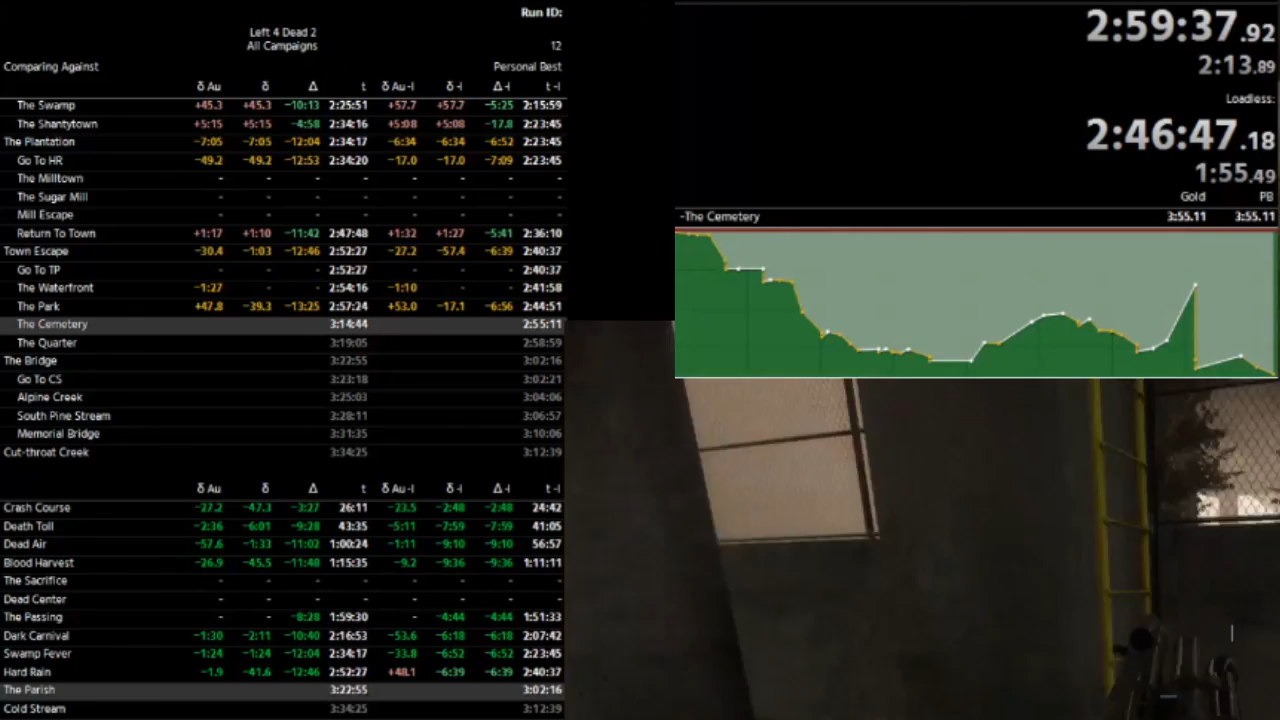 Run ID:
Left 4 Dead 2
All Campaigns 12
Comparing Against Personal Best
δ Au δ Δ t δ Au -l δ -l Δ -l t -l
The Swamp +45.3 +45.3 −10:13 2:25:51 +57.7 +57.7 −5:25 2:15:59
The Shantytown +5:15 +5:15 −4:58 2:34:16 +5:08 +5:08 −17.8 2:23:45
The Plantation −7:05 −7:05 −12:04 2:34:17 −6:34 −6:34 −6:52 2:23:45
Go To HR −49.2 −49.2 −12:53 2:34:20 −17.0 −17.0 −7:09 2:23:45
The Milltown - - - - - - - -
The Sugar Mill - - - - - - - -
Mill Escape - - - - - - - -
Return To Town +1:17 +1:10 −11:42 2:47:48 +1:32 +1:27 −5:41 2:36:10
Town Escape −30.4 −1:03 −12:46 2:52:27 −27.2 −57.4 −6:39 2:40:37
Go To TP - - - 2:52:27 - - - 2:40:37
The Waterfront −1:27 - - 2:54:16 −1:10 - - 2:41:58
The Park +47.8 −39.3 −13:25 2:57:24 +53.0 −17.1 −6:56 2:44:51
The Cemetery 3:14:44 2:55:11
The Quarter 3:19:05 2:58:59
The Bridge 3:22:55 3:02:16
Go To CS 3:23:18 3:02:21
Alpine Creek 3:25:03 3:04:06
South Pine Stream 3:28:11 3:06:57
Memorial Bridge 3:31:35 3:10:06
Cut-throat Creek 3:34:25 3:12:39
δ Au δ Δ t δ Au -l δ -l Δ -l t -l
Crash Course −27.2 −47.3 −3:27 26:11 −23.5 −2:48 −2:48 24:42
Death Toll −2:36 −6:01 −9:28 43:35 −5:11 −7:59 −7:59 41:05
Dead Air −57.6 −1:33 −11:02 1:00:24 −1:11 −9:10 −9:10 56:57
Blood Harvest −26.9 −45.5 −11:48 1:15:35 −9.2 −9:36 −9:36 1:11:11
The Sacrifice - - - - - - - -
Dead Center - - - - - - - -
The Passing - - −8:28 1:59:30 - −4:44 −4:44 1:51:33
Dark Carnival −1:30 −2:11 −10:40 2:16:53 −53.6 −6:18 −6:18 2:07:42
Swamp Fever −1:24 −1:24 −12:04 2:34:17 −33.8 −6:52 −6:52 2:23:45
Hard Rain −1.9 −41.6 −12:46 2:52:27 +48.1 −6:39 −6:39 2:40:37
The Parish 3:22:55 3:02:16
Cold Stream 3:34:25 3:12:39
2:59:37.92
2:13.89
Loadless:
2:46:47.18
1:55.49
Gold PB
-The Cemetery 3:55.11 3:55.11